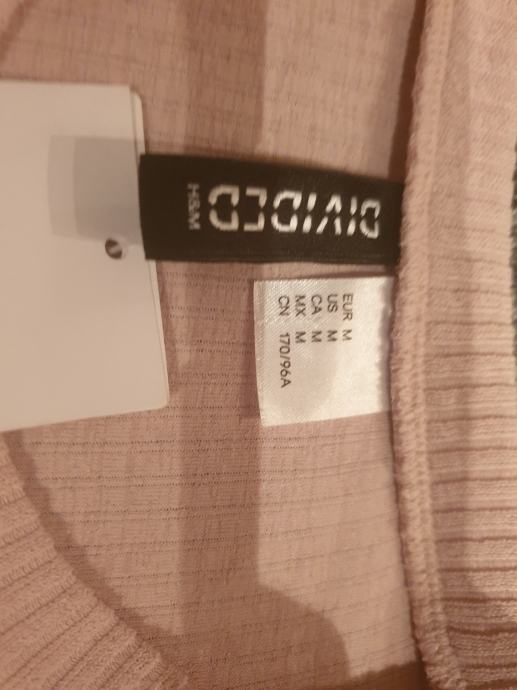 DIVIDED
H&M
EUR M
US M
CA M
MX M
CN 170/96A